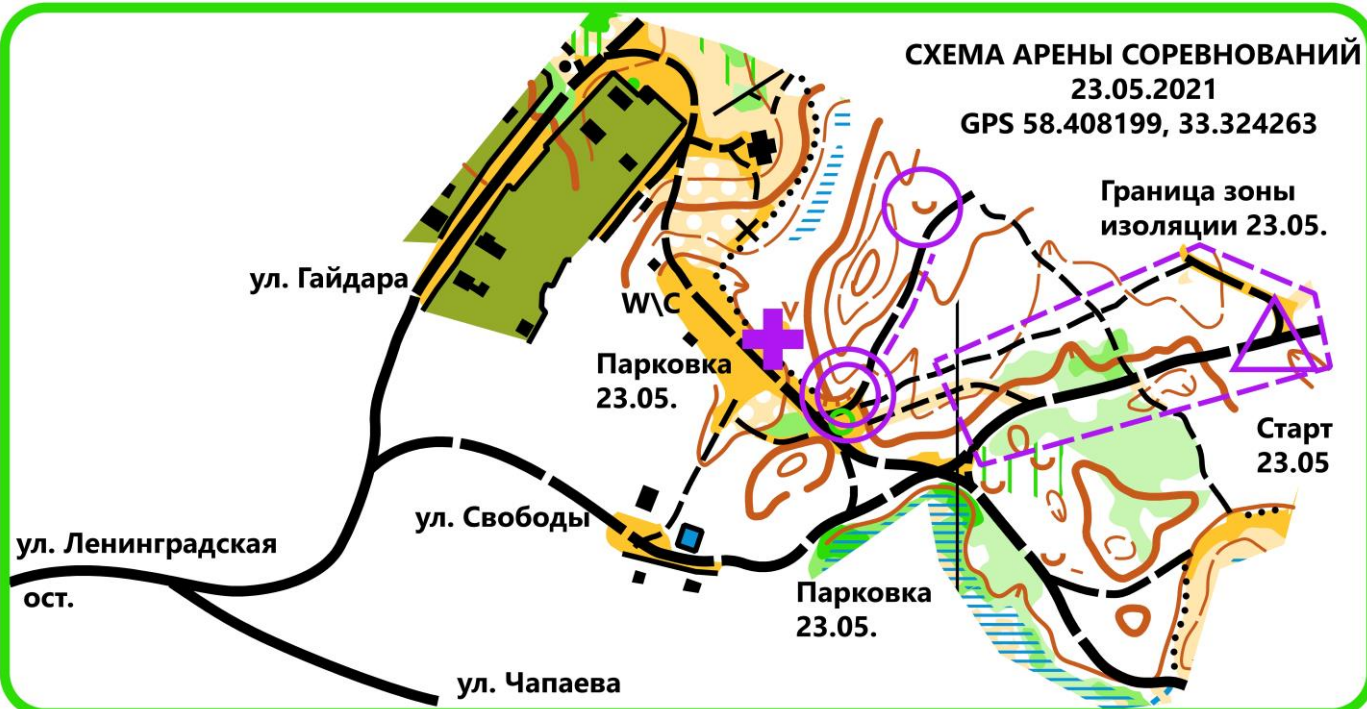 СХЕМА АРЕНЫ СОРЕВНОВАНИЙ
23.05.2021
GPS 58.408199, 33.324263
Граница зоны
изоляции 23.05.
ул. Гайдара
W\C
Парковка
23.05.
Старт
23.05
ул. Свободы
ул. Ленинградская
ост.
Парковка
23.05.
ул. Чапаева